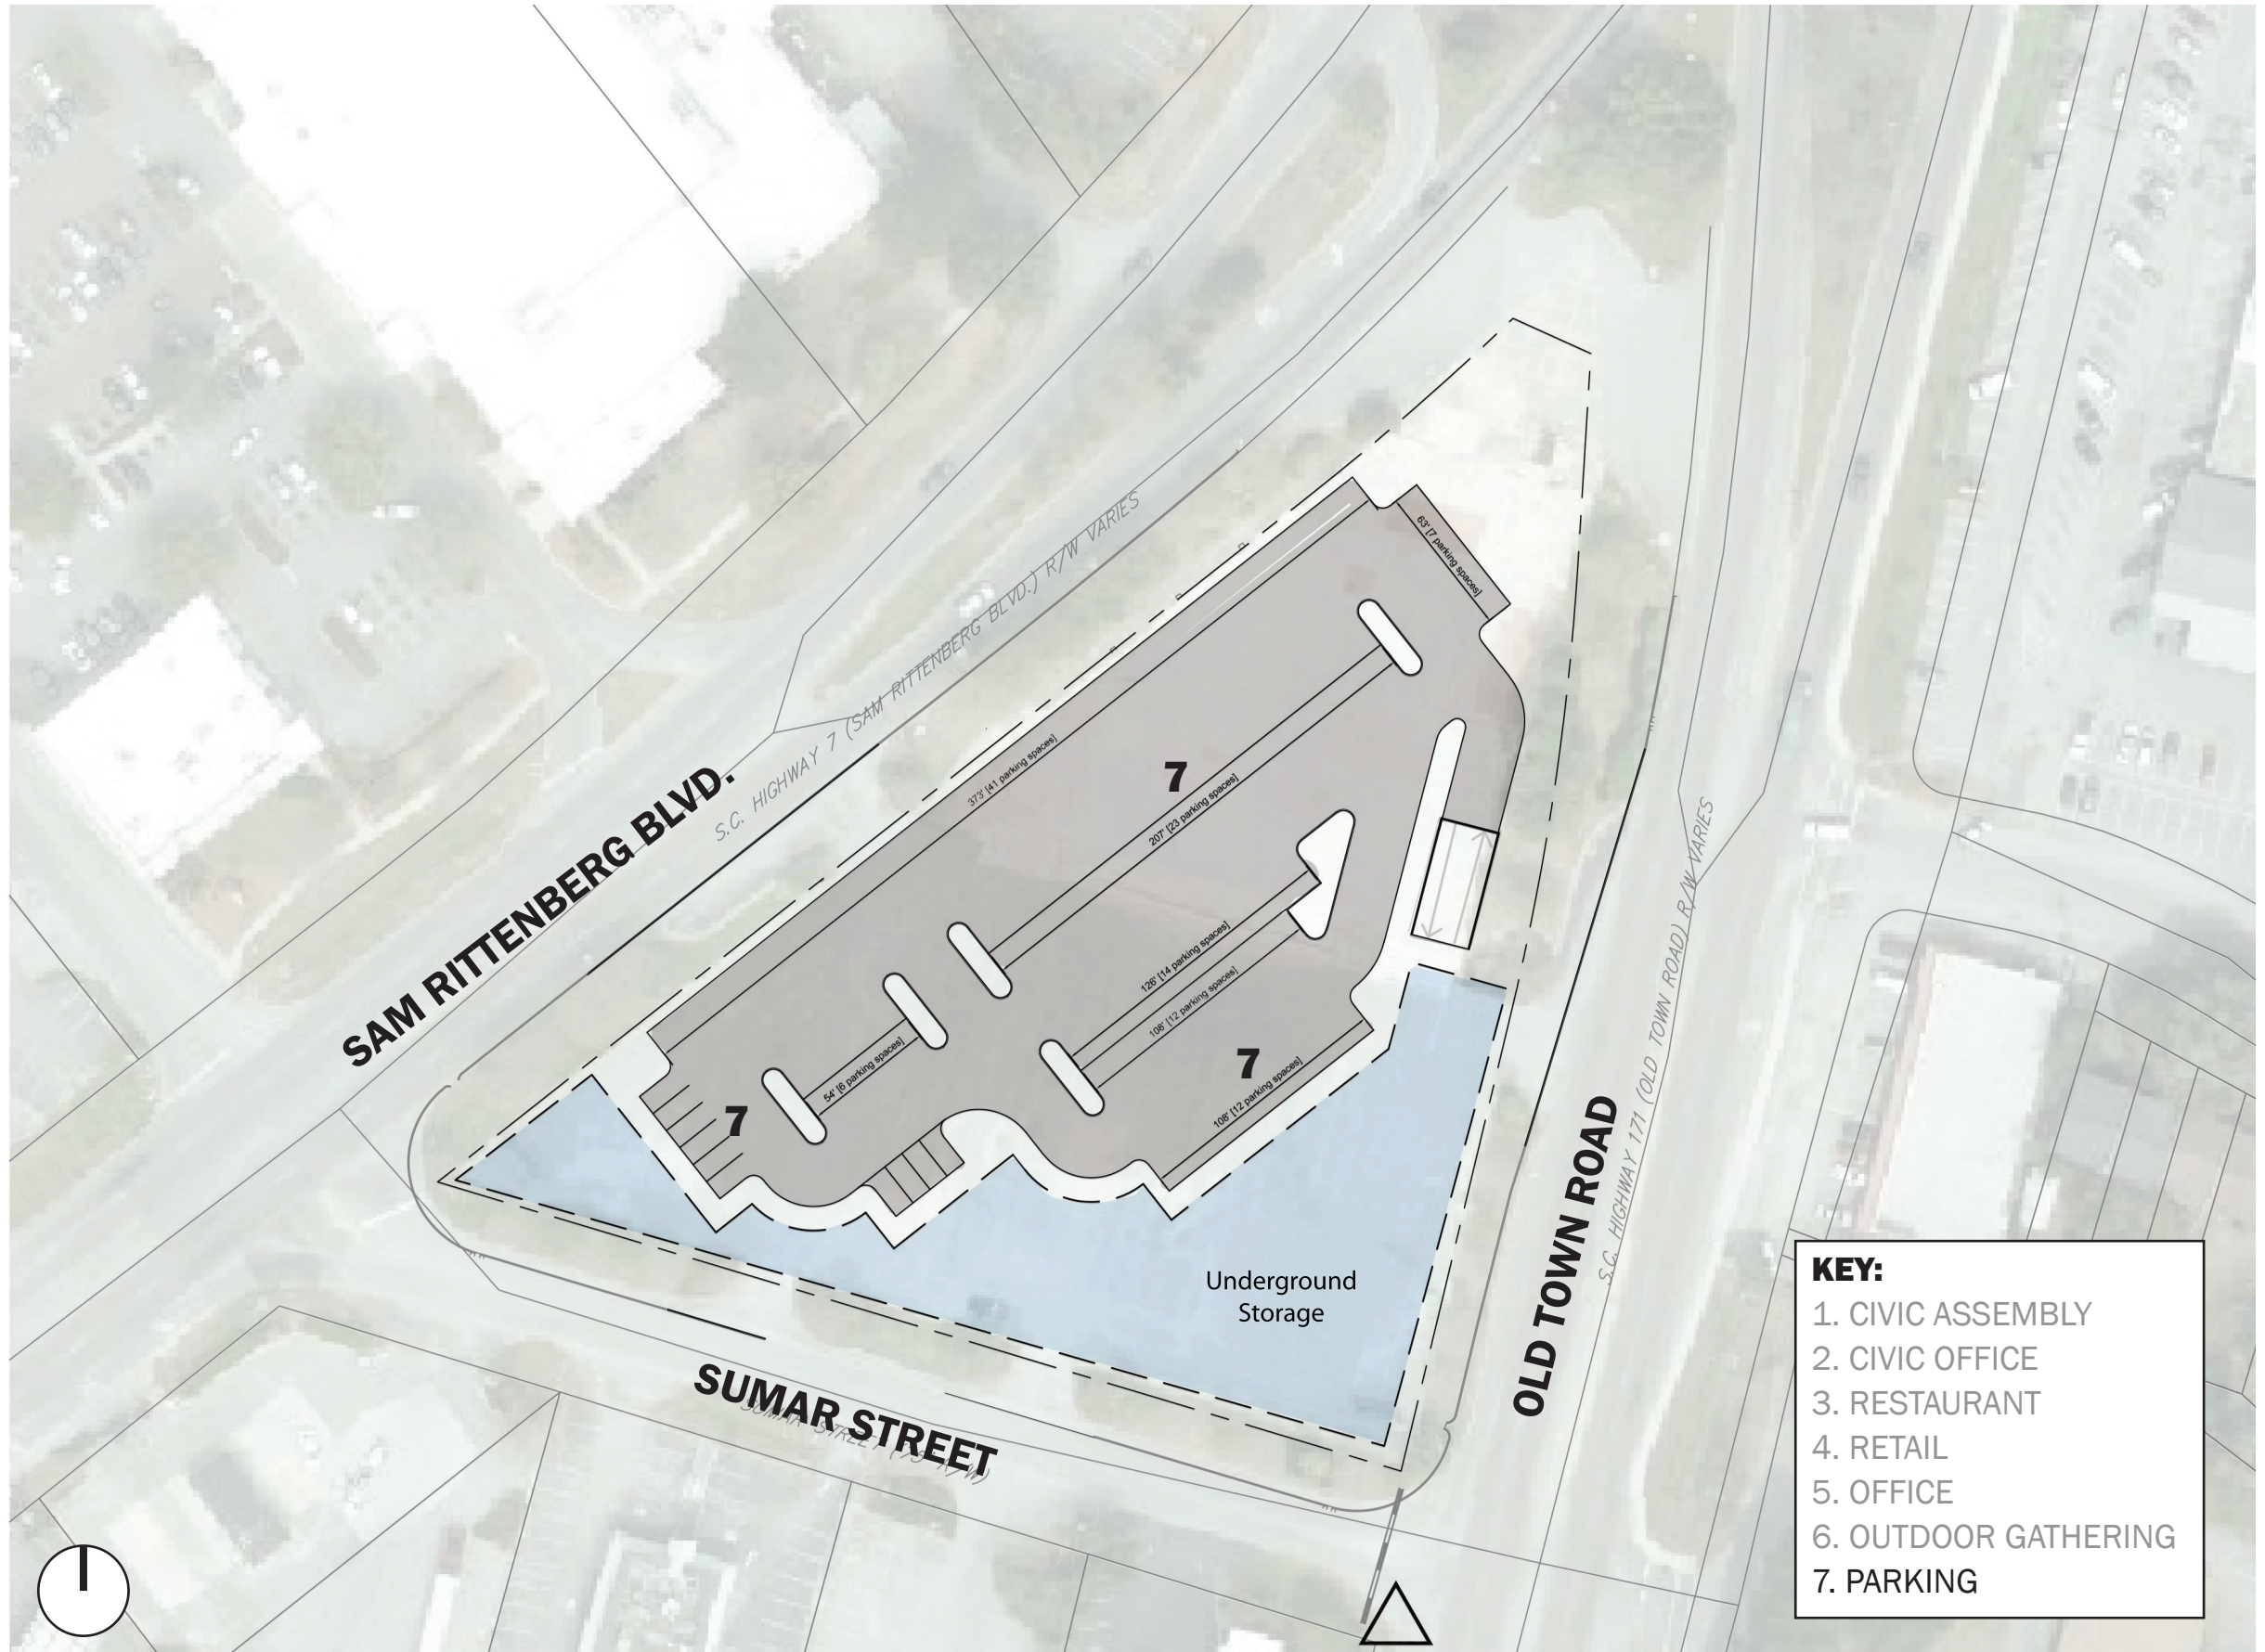 63' [7 parking spaces]
S.C. HIGHWAY 7 (SAM RITTENBERG BLVD.) R/W VARIES
SAM RITTENBERG BLVD.
373' [41 parking spaces]
7
207' [23 parking spaces]
126' [14 parking spaces]
108' [12 parking spaces]
54' [6 parking spaces]
7
7
108' [12 parking spaces]
S.C. HIGHWAY 171 (OLD TOWN ROAD) R/W VARIES
OLD TOWN ROAD
Underground
Storage
SUMAR STREET
SUMAR STREET (75' R/W)
KEY:
1. CIVIC ASSEMBLY
2. CIVIC OFFICE
3. RESTAURANT
4. RETAIL
5. OFFICE
6. OUTDOOR GATHERING
7. PARKING